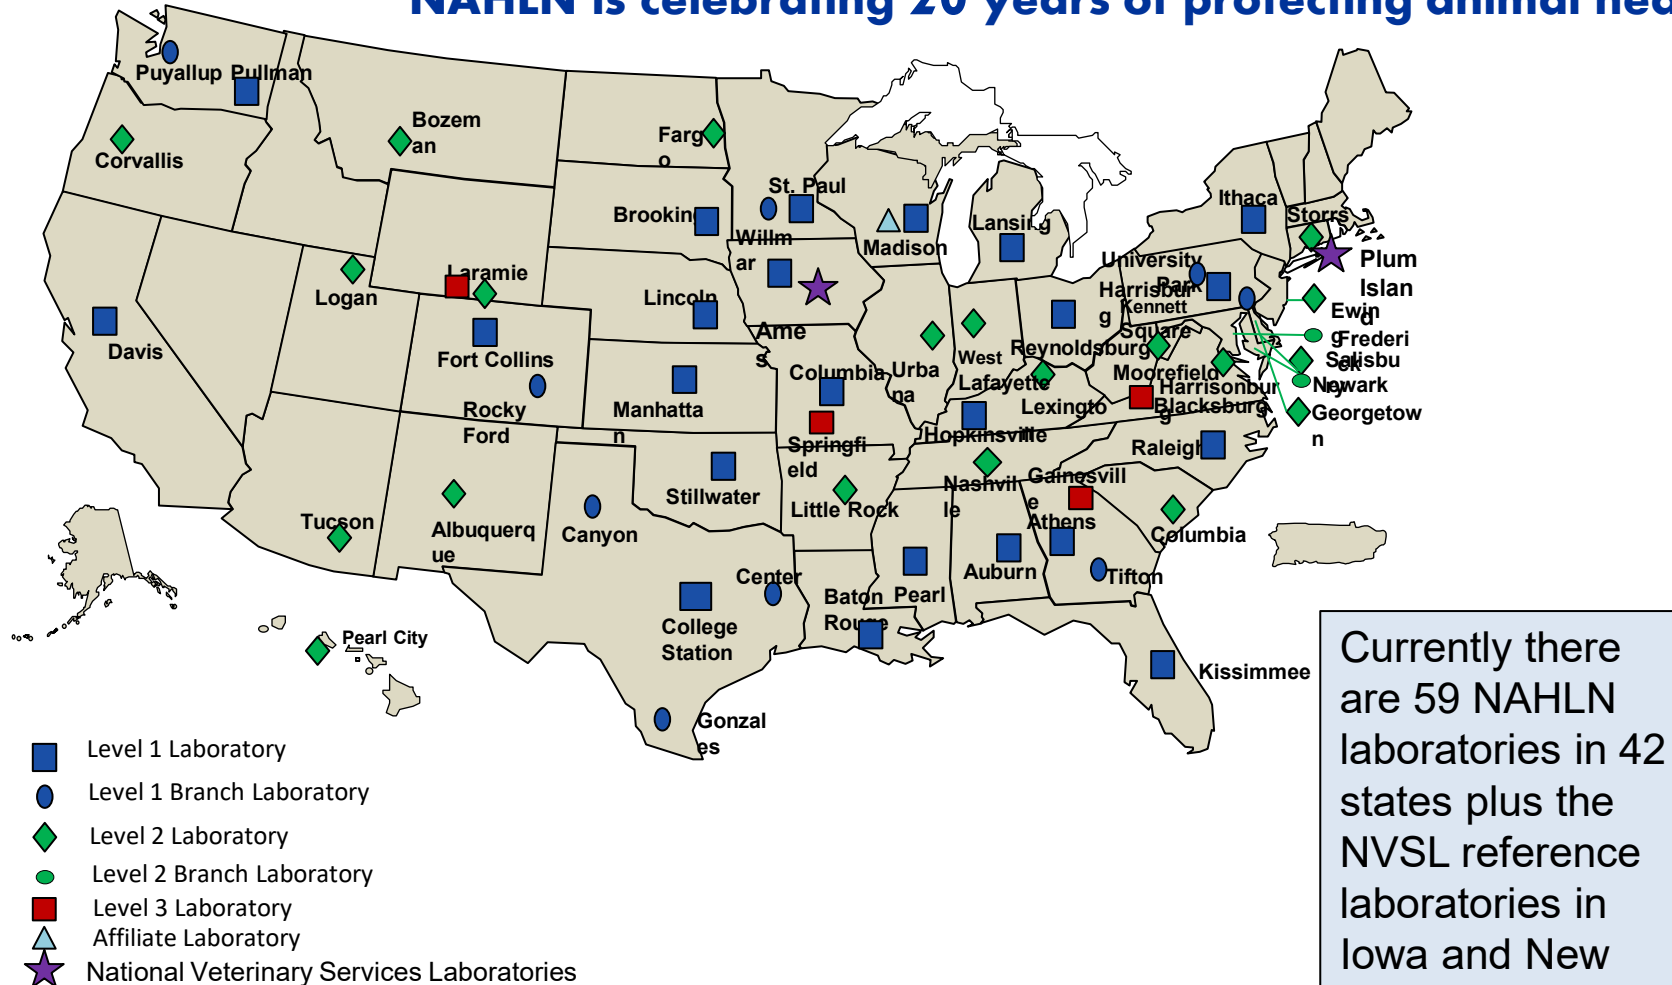 NAHLN is celebrating 20 years of protecting animal hea
Puyallup
Pullman
Corvallis
Bozem
an
Farg
o
St. Paul
Brookin
Willm
ar
Madison
Lansing
Ithaca
Storrs
Plum
Islan
d
University
Park
Harrisbur
g
Kennett
Square
Ewin
g
Frederi
ck
Salisbu
ry
Newark
Georgetow
n
Logan
Laramie
Lincoln
Ame
s
Davis
Fort Collins
Rocky
Ford
Manhatta
n
Columbia
Urba
na
West
Lafayette
Reynoldsburg
Moorefield
Harrisonbur
g
Blacksburg
Lexingto
n
Springfi
eld
Hopkinsville
Raleigh
Stillwater
Little Rock
Nashvil
le
Gainesvill
e
Athens
Columbia
Tucson
Albuquerq
ue
Canyon
Center
College
Station
Baton
Rouge
Pearl
Auburn
Tifton
Kissimmee
Gonzal
es
Pearl City
Level 1 Laboratory
Level 1 Branch Laboratory
Level 2 Laboratory
Level 2 Branch Laboratory
Level 3 Laboratory
Affiliate Laboratory
National Veterinary Services Laboratories
Currently there
are 59 NAHLN
laboratories in 42
states plus the
NVSL reference
laboratories in
Iowa and New